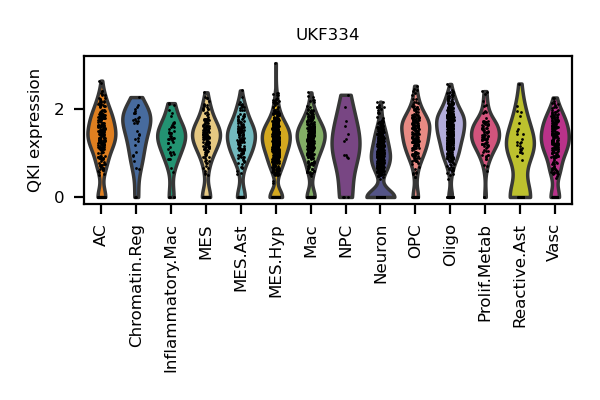 UKF334
QKI expression
2
0
AC
Chromatin.Reg
Inflammatory.Mac
MES
MES.Ast
MES.Hyp
Mac
NPC
Neuron
OPC
Oligo
Prolif.Metab
Reactive.Ast
Vasc